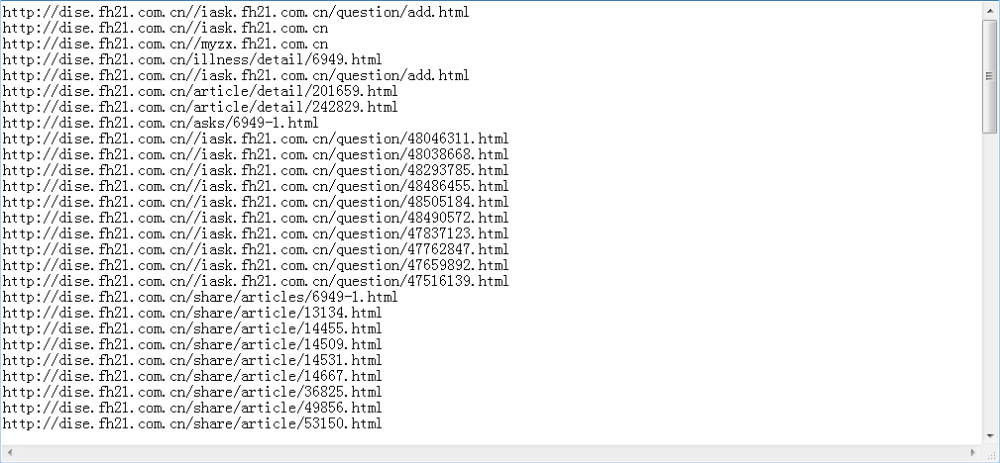 http://dise.fh21.com.cn//iask.fh21.com.cn/question/add.html
http://dise.fh21.com.cn//iask.fh21.com.cn
http://dise.fh21.com.cn//myzx.fh21.com.cn
http://dise.fh21.com.cn/illness/detail/6949.html
http://dise.fh21.com.cn//iask.fh21.com.cn/question/add.html
http://dise.fh21.com.cn/article/detail/201659.html
http://dise.fh21.com.cn/article/detail/242829.html
http://dise.fh21.com.cn/asks/6949-1.html
http://dise.fh21.com.cn//iask.fh21.com.cn/question/48046311.html
http://dise.fh21.com.cn//iask.fh21.com.cn/question/48038668.html
http://dise.fh21.com.cn//iask.fh21.com.cn/question/48293785.html
http://dise.fh21.com.cn//iask.fh21.com.cn/question/48486455.html
http://dise.fh21.com.cn//iask.fh21.com.cn/question/48505184.html
http://dise.fh21.com.cn//iask.fh21.com.cn/question/48490572.html
http://dise.fh21.com.cn//iask.fh21.com.cn/question/47837123.html
http://dise.fh21.com.cn//iask.fh21.com.cn/question/47762847.html
http://dise.fh21.com.cn//iask.fh21.com.cn/question/47659892.html
http://dise.fh21.com.cn//iask.fh21.com.cn/question/47516139.html
http://dise.fh21.com.cn/share/articles/6949-1.html
http://dise.fh21.com.cn/share/article/13134.html
http://dise.fh21.com.cn/share/article/14455.html
http://dise.fh21.com.cn/share/article/14509.html
http://dise.fh21.com.cn/share/article/14531.html
http://dise.fh21.com.cn/share/article/14667.html
http://dise.fh21.com.cn/share/article/36825.html
http://dise.fh21.com.cn/share/article/49856.html
http://dise.fh21.com.cn/share/article/53150.html